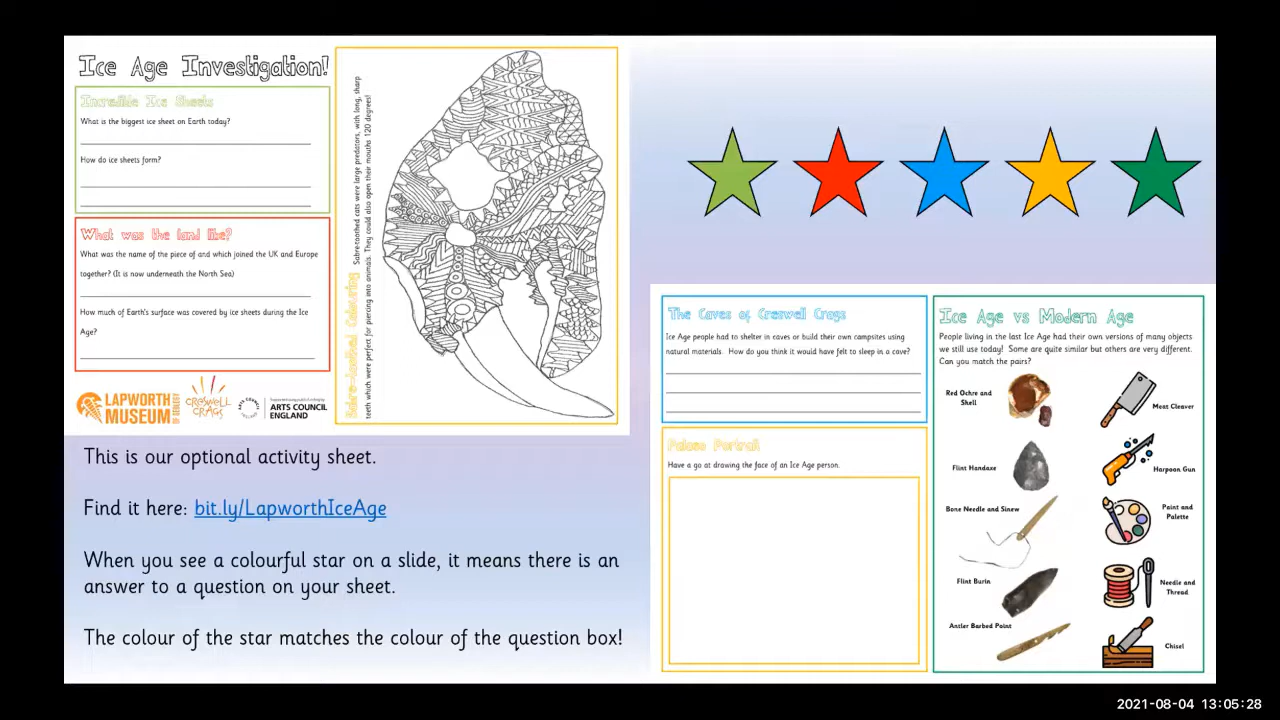 Ice Age Investigation!
Incredible Ice Sheets
What is the biggest ice sheet on Earth today?
How do ice sheets form?
What was the land like?
What was the name of the piece of and which joined the UK and Europe
together? (It is now underneath the North Sea)
How much of Earth's surface was covered by ice sheets during the Ice
Age?
LAPWORTH
MUSEUM
OF GEOLOGY
CRESWELL
CRAGS
ARTS COUNCIL
ENGLAND
Sabre-toothed Colouring
Sabre-toothed cats were large predators, with long, sharp
teeth which were perfect for piercing into animals. They could also open their mouths 120 degrees!
This is our optional activity sheet.
Find it here: bit.ly/LapworthIceAge
When you see a colourful star on a slide, it means there is an
answer to a question on your sheet.
The colour of the star matches the colour of the question box!
The Caves of Creswell Crags
Ice Age people had to shelter in caves or build their own campsites using
natural materials. How do you think it would have felt to sleep in a cave?
Palaeo Portrait
Have a go at drawing the face of an Ice Age person.
Ice Age vs Modern Age
People living in the last Ice Age had their own versions of many objects
we still use today! Some are quite similar but others are very different.
Can you match the pairs?
Red Ochre and
Shell
Meat Cleaver
Flint Handaxe
Harpoon Gun
Bone Needle and Sinew
Paint and
Palette
Flint Burin
Needle and
Thread
Antler Barbed Point
Chisel
2021-08-04 13:05:28